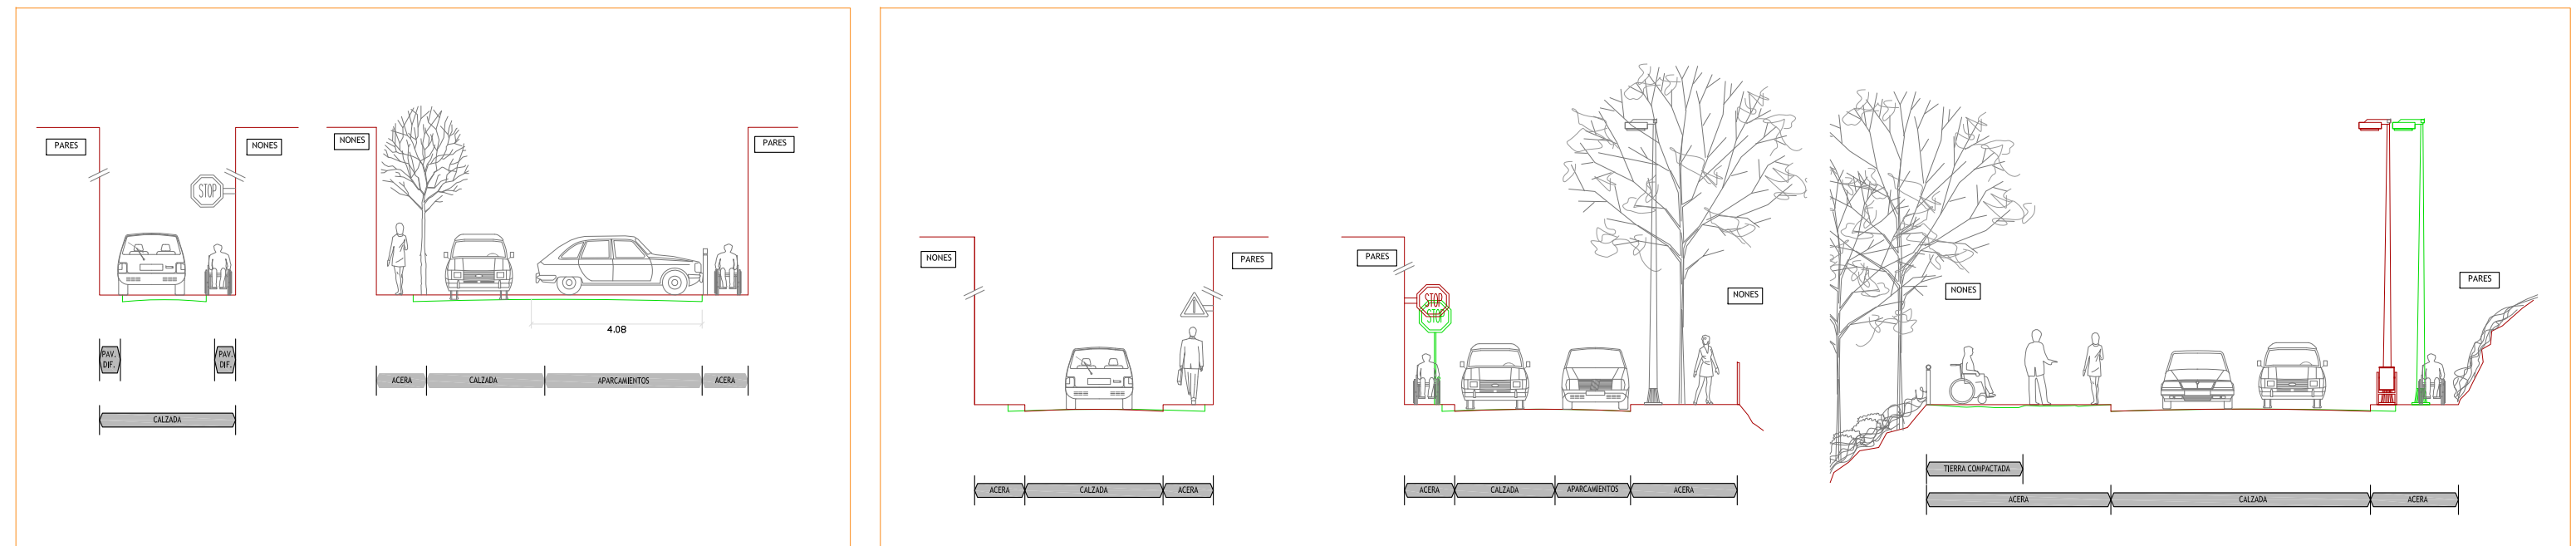 PARES
NONES
STOP
PAV.
DIF.
PAV.
DIF.
CALZADA
NONES
PARES
4.08
ACERA
CALZADA
APARCAMIENTOS
ACERA
NONES
PARES
ACERA
CALZADA
ACERA
PARES
STOP
STOP
NONES
ACERA
CALZADA
APARCAMIENTOS
ACERA
NONES
PARES
TIERRA COMPACTADA
ACERA
CALZADA
ACERA